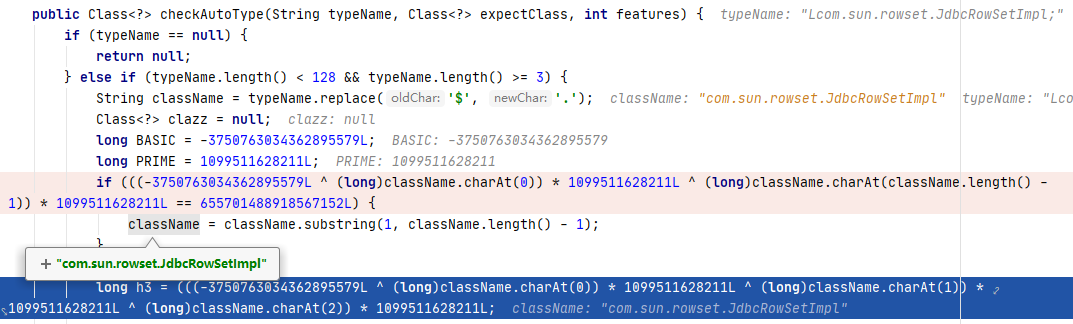 public Class<?> checkAutoType(String typeName, Class<?> expectClass, int features) { typeName: "Lcom.sun.rowset.JdbcRowSetImpl;"
if (typeName == null) {
return null;
} else if (typeName.length() < 128 && typeName.length() >= 3) {
String className = typeName.replace( oldChar: '$', newChar: '.'); className: "com.sun.rowset.JdbcRowSetImpl" typeName: "Lco
Class<?> clazz = null; clazz: null
long BASIC = -3750763034362895579L; BASIC: -3750763034362895579
long PRIME = 1099511628211L; PRIME: 1099511628211
if (((-3750763034362895579L ^ (long)className.charAt(0)) * 1099511628211L ^ (long)className.charAt(className.length() -
1)) * 1099511628211L == 655701488918567152L) {
className = className.substring(1, className.length() - 1);
}
+ "com.sun.rowset.JdbcRowSetImpl"
long h3 = (((-3750763034362895579L ^ (long)className.charAt(0)) * 1099511628211L ^ (long)className.charAt(1)) *
1099511628211L ^ (long)className.charAt(2)) * 1099511628211L; className: "com.sun.rowset.JdbcRowSetImpl"